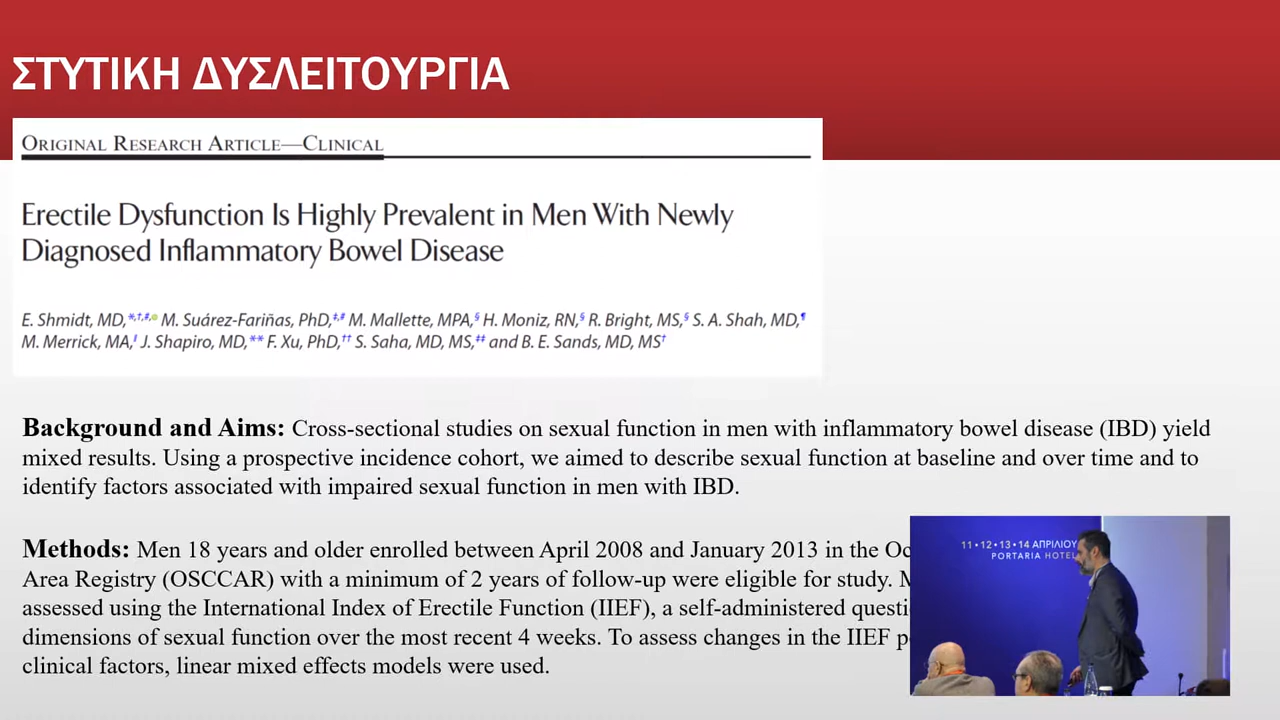 ΣΤΥΤΙΚΗ ΔΥΣΛΕΙΤΟΥΡΓΙΑ
ORIGINAL RESEARCH ARTICLE—CLINICAL
Erectile Dysfunction Is Highly Prevalent in Men With Newly
Diagnosed Inflammatory Bowel Disease
E. Shmidt, MD,*,†,‡, M. Suárez-Fariñas, PhD,‡,# M. Mallette, MPA,§ H. Moniz, RN,§ R. Bright, MS,§ S. A. Shah, MD,¶
M. Merrick, MA,‖ J. Shapiro, MD,** F. Xu, PhD,†† S. Saha, MD, MS,‡‡ and B. E. Sands, MD, MS†
Background and Aims: Cross-sectional studies on sexual function in men with inflammatory bowel disease (IBD) yield
mixed results. Using a prospective incidence cohort, we aimed to describe sexual function at baseline and over time and to
identify factors associated with impaired sexual function in men with IBD.
Methods: Men 18 years and older enrolled between April 2008 and January 2013 in the
Area Registry (OSCCAR) with a minimum of 2 years of follow-up were eligible for study.
assessed using the International Index of Erectile Function (IIEF), a self-administered
dimensions of sexual function over the most recent 4 weeks. To assess changes in the IIEF
clinical factors, linear mixed effects models were used.
11•12•13•14 ΑΠΡΙΛΙΟΥ
PORTARIA HOTEL